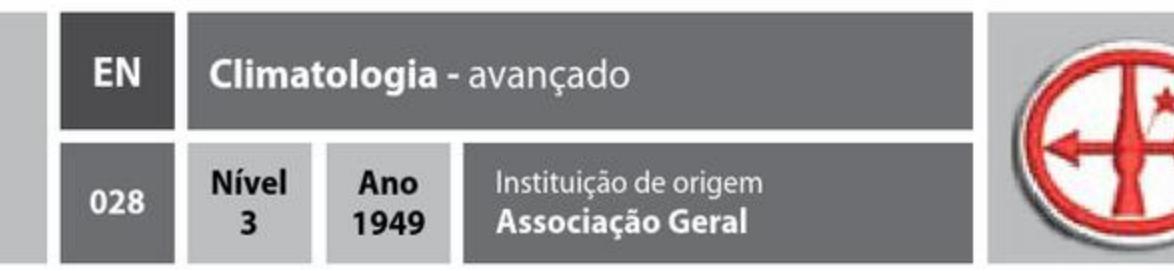 EN
Climatologia - avançado
028
Nível
3
Ano
1949
Instituição de origem
Associação Geral